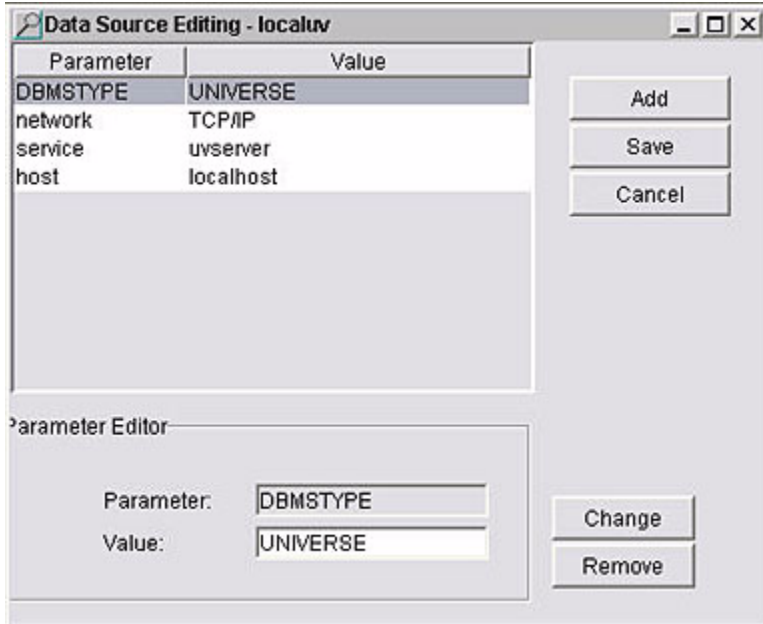 Data Source Editing - localuv
Parameter Value
DBMSTYPE UNIVERSE
network TCP/IP
service uvserver
host localhost
Add
Save
Cancel
Parameter Editor
Parameter: DBMSTYPE
Value: UNIVERSE
Change
Remove